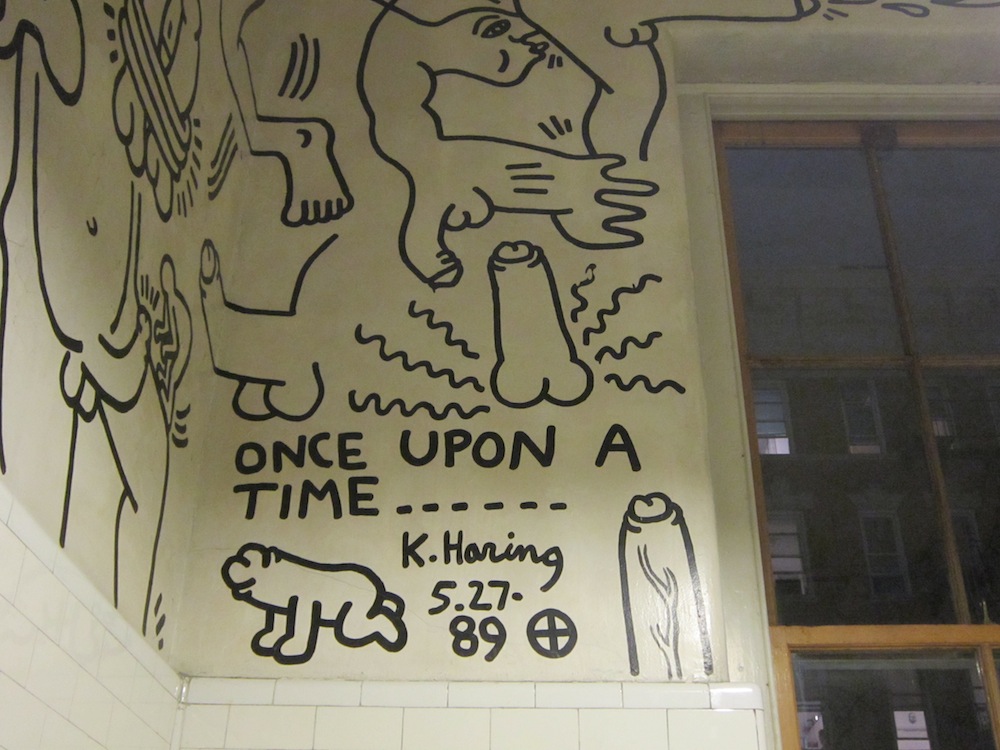 ONCE UPON A
TIME ------
K. Haring
5.27.
89